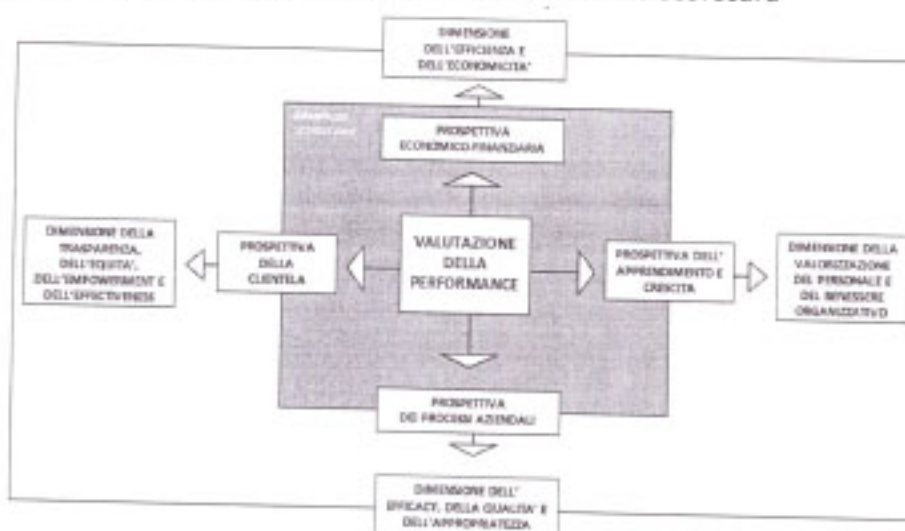 DIMENSIONE
DELL'EFFICIENZA E
DELL'ECONOMICITA'
PROSPETTIVA
ECONOMICO-FINANZIARIA
DIMENSIONE DELLA
TRASPARENZA,
DELL'EQUITA',
DELL'EMPOWERMENT E
DELL'EFFECTIVENESS
PROSPETTIVA
DELLA
CLIENTELA
VALUTAZIONE
DELLA
PERFORMANCE
PROSPETTIVA DELL'
APPRENDIMENTO E
CRESCITA
DIMENSIONE DELLA
VALORIZZAZIONE
DEL PERSONALE E
DEL BENESSERE
ORGANIZZATIVO
PROSPETTIVA
DEI PROCESSI AZIENDALI
DIMENSIONE DELL'
EFFICACY, DELLA QUALITA' E
DELL'APPROPRIATEZZA